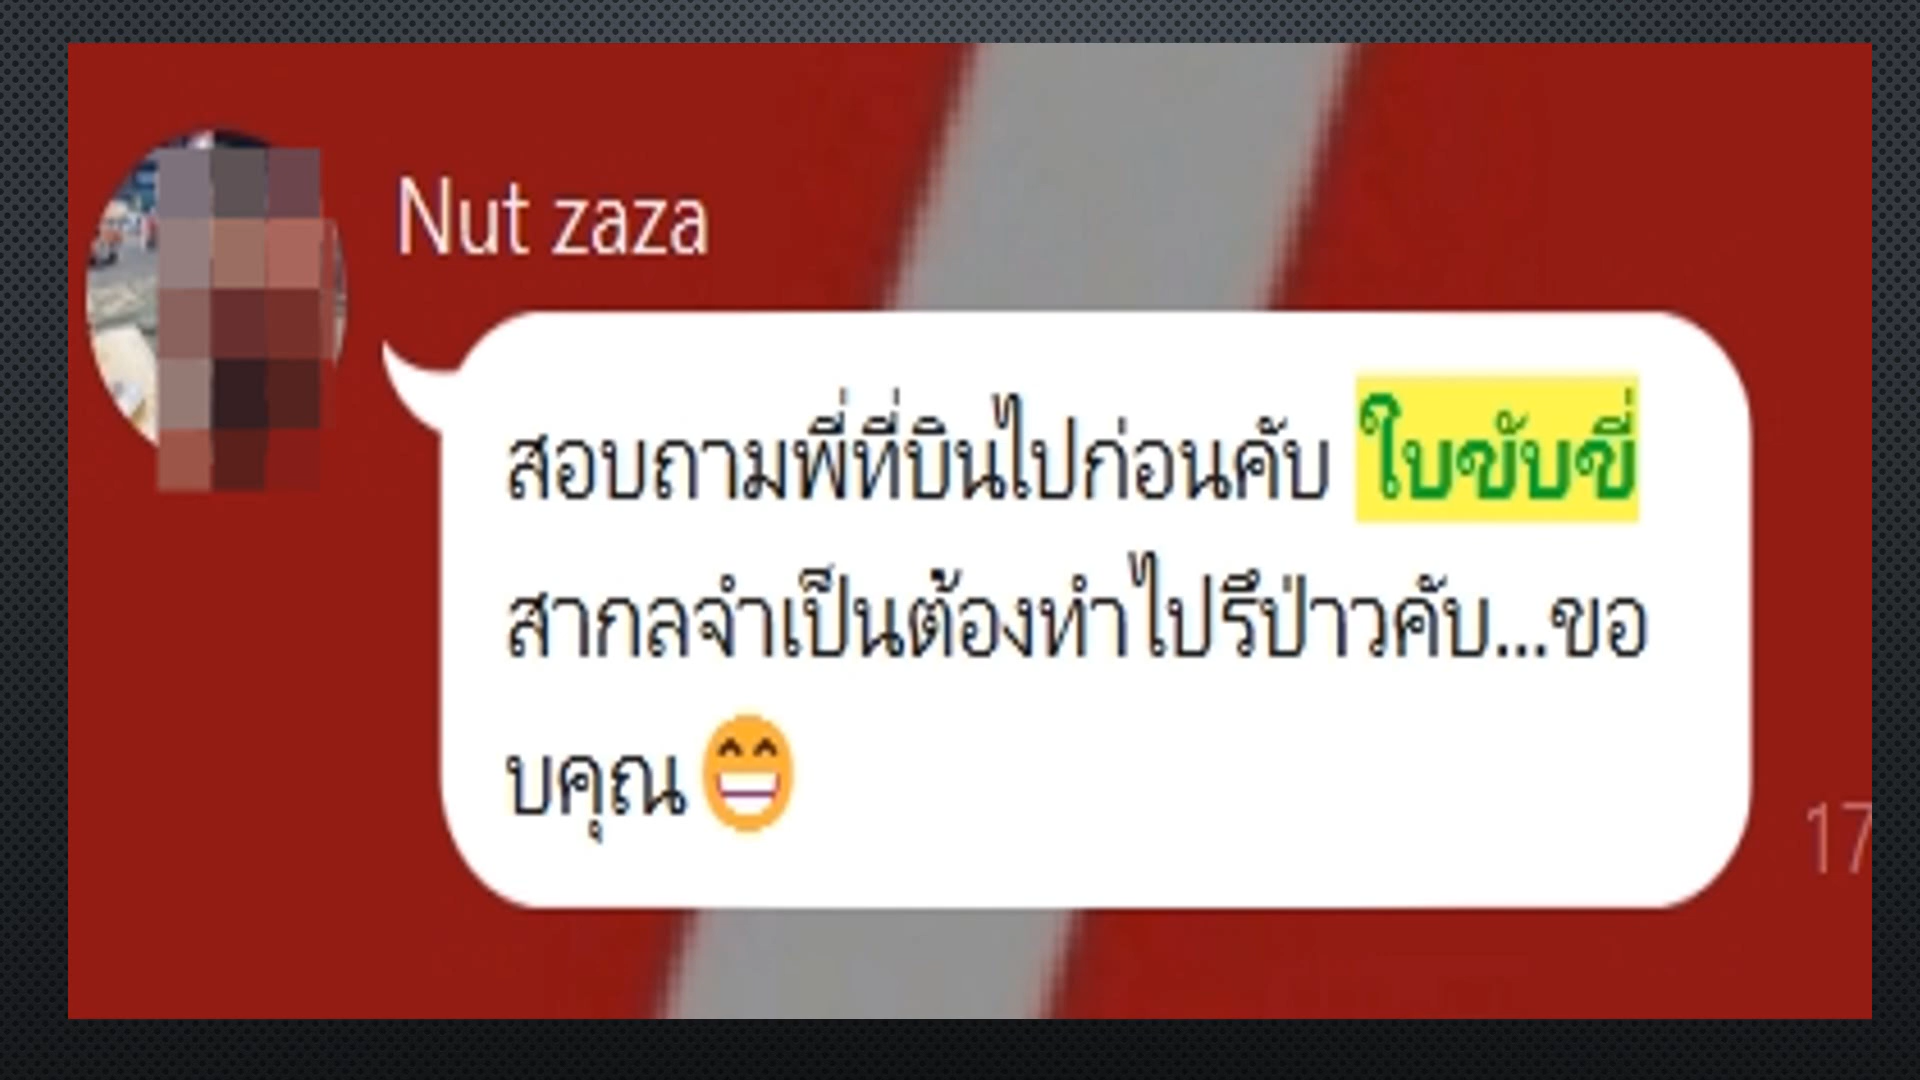 Nut zaza
สอบถามพี่ที่บินไปก่อนคับ ใบขับขี่
สากลจำเป็นต้องทำไปรึป่าวคับ...ขอ
บคุณ😁
17